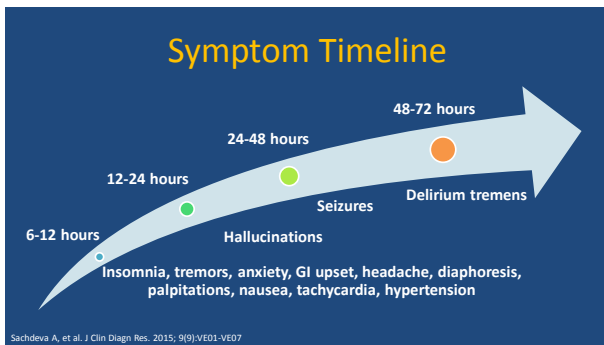 Symptom Timeline
48-72 hours
24-48 hours
12-24 hours
Delirium tremens
Seizures
6-12 hours
Hallucinations
Insomnia, tremors, anxiety, GI upset, headache, diaphoresis,
palpitations, nausea, tachycardia, hypertension
Sachdeva A, et al. J Clin Diagn Res. 2015; 9(9):VE01-VE07